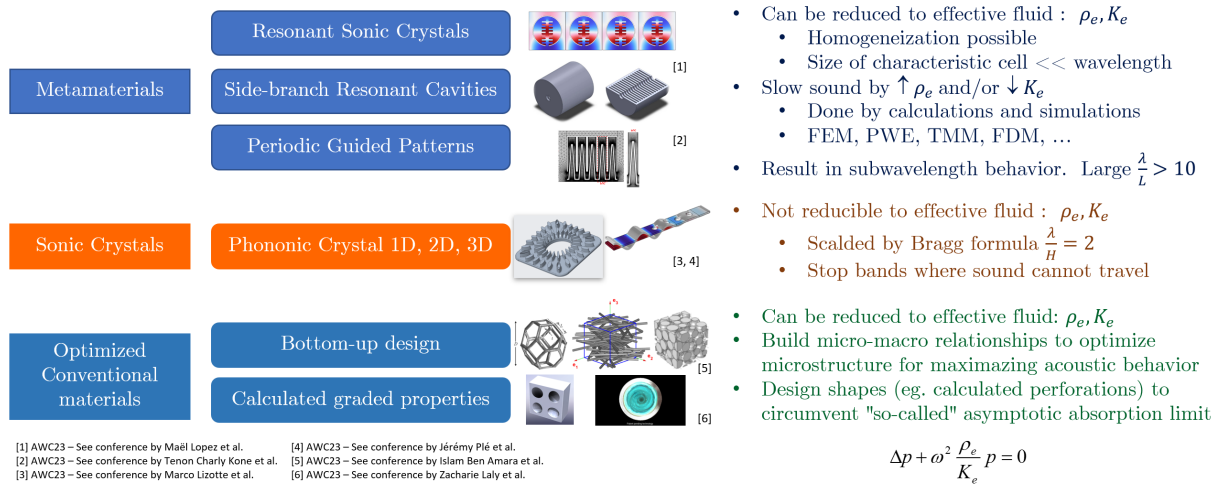 Metamaterials
Resonant Sonic Crystals
[1]
Side-branch Resonant Cavities
Periodic Guided Patterns
[2]
• Can be reduced to effective fluid : ρₑ, Kₑ
• Homogeneization possible
• Size of characteristic cell << wavelength
• Slow sound by ↑ ρₑ and/or ↓ Kₑ
• Done by calculations and simulations
• FEM, PWE, TMM, FDM, …
• Result in subwavelength behavior. Large λ/L > 10
Sonic Crystals
Phononic Crystal 1D, 2D, 3D
[3, 4]
• Not reducible to effective fluid : ρₑ, Kₑ
• Scalded by Bragg formula λ/H = 2
• Stop bands where sound cannot travel
Optimized
Conventional
materials
Bottom-up design
[5]
Calculated graded properties
[6]
• Can be reduced to effective fluid: ρₑ, Kₑ
• Build micro-macro relationships to optimize
microstructure for maximazing acoustic behavior
• Design shapes (eg. calculated perforations) to
circumvent "so-called" asymptotic absorption limit
Δp + ω² ρₑ/Kₑ p = 0
[1] AWC23 – See conference by Maël Lopez et al.
[2] AWC23 – See conference by Tenon Charly Kone et al.
[3] AWC23 – See conference by Marco Lizotte et al.
[4] AWC23 – See conference by Jérémy Plé et al.
[5] AWC23 – See conference by Islam Ben Amara et al.
[6] AWC23 – See conference by Zacharie Laly et al.